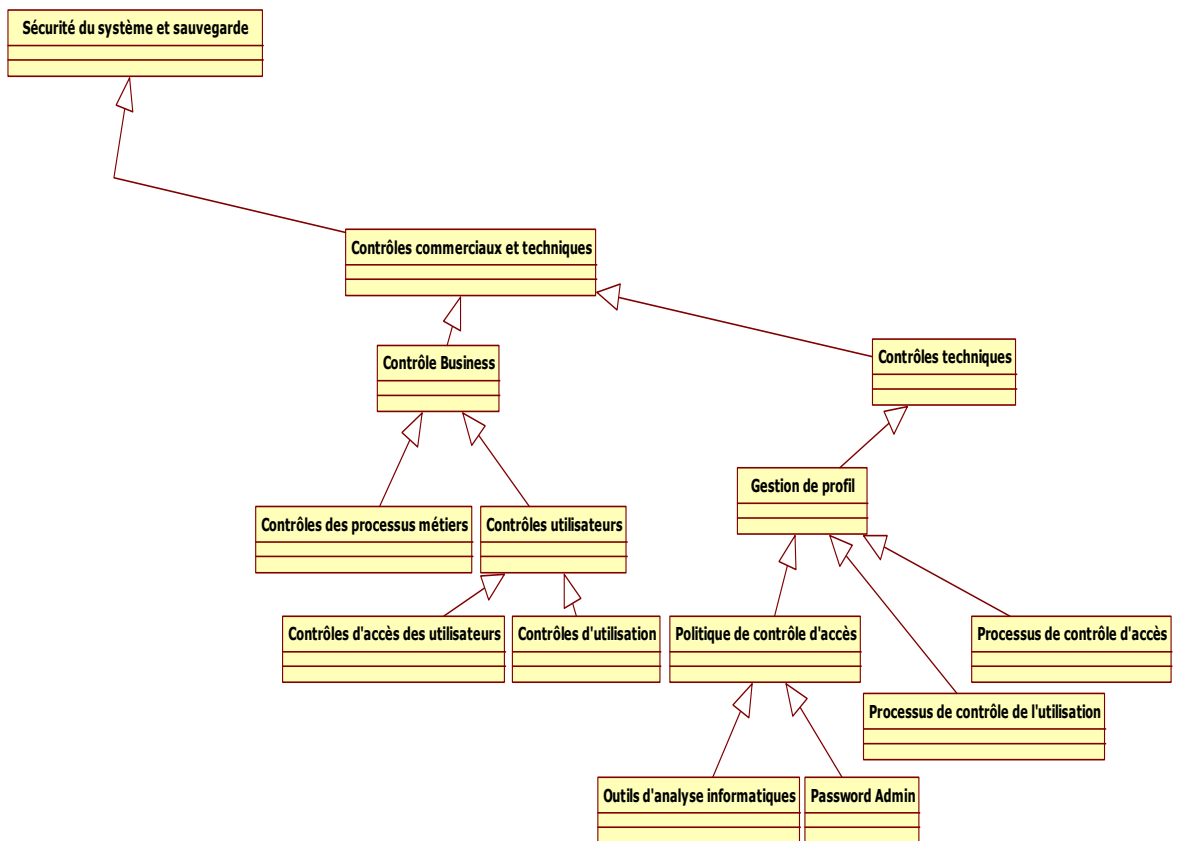 Sécurité du système et sauvegarde
Contrôles commerciaux et techniques
Contrôle Business
Contrôles techniques
Gestion de profil
Contrôles des processus métiers
Contrôles utilisateurs
Contrôles d'accès des utilisateurs
Contrôles d'utilisation
Politique de contrôle d'accès
Processus de contrôle d'accès
Processus de contrôle de l'utilisation
Outils d'analyse informatiques
Password Admin